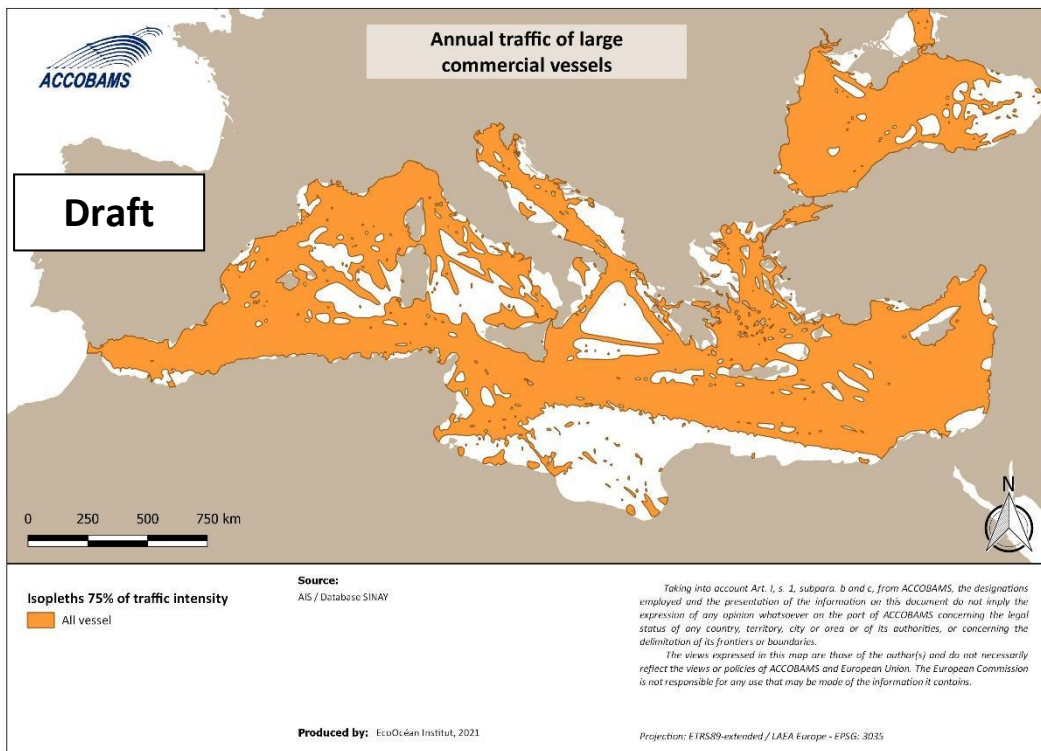 ACCOBAMS
Annual traffic of large
commercial vessels
Draft
N
0 250 500 750 km
Isopleths 75% of traffic intensity
All vessel
Source:
AIS / Database SINAY
Produced by: EcoOcéan Institut, 2021
Taking into account Art. I, s. 1, subpara. b and c, from ACCOBAMS, the designations
employed and the presentation of the information on this document do not imply the
expression of any opinion whatsoever on the part of ACCOBAMS concerning the legal
status of any country, territory, city or area or of its authorities, or concerning the
delimitation of its frontiers or boundaries.
The views expressed in this map are those of the author(s) and do not necessarily
reflect the views or policies of ACCOBAMS and European Union. The European Commission
is not responsible for any use that may be made of the information it contains.
Projection: ETRS89-extended / LAEA Europe - EPSG: 3035